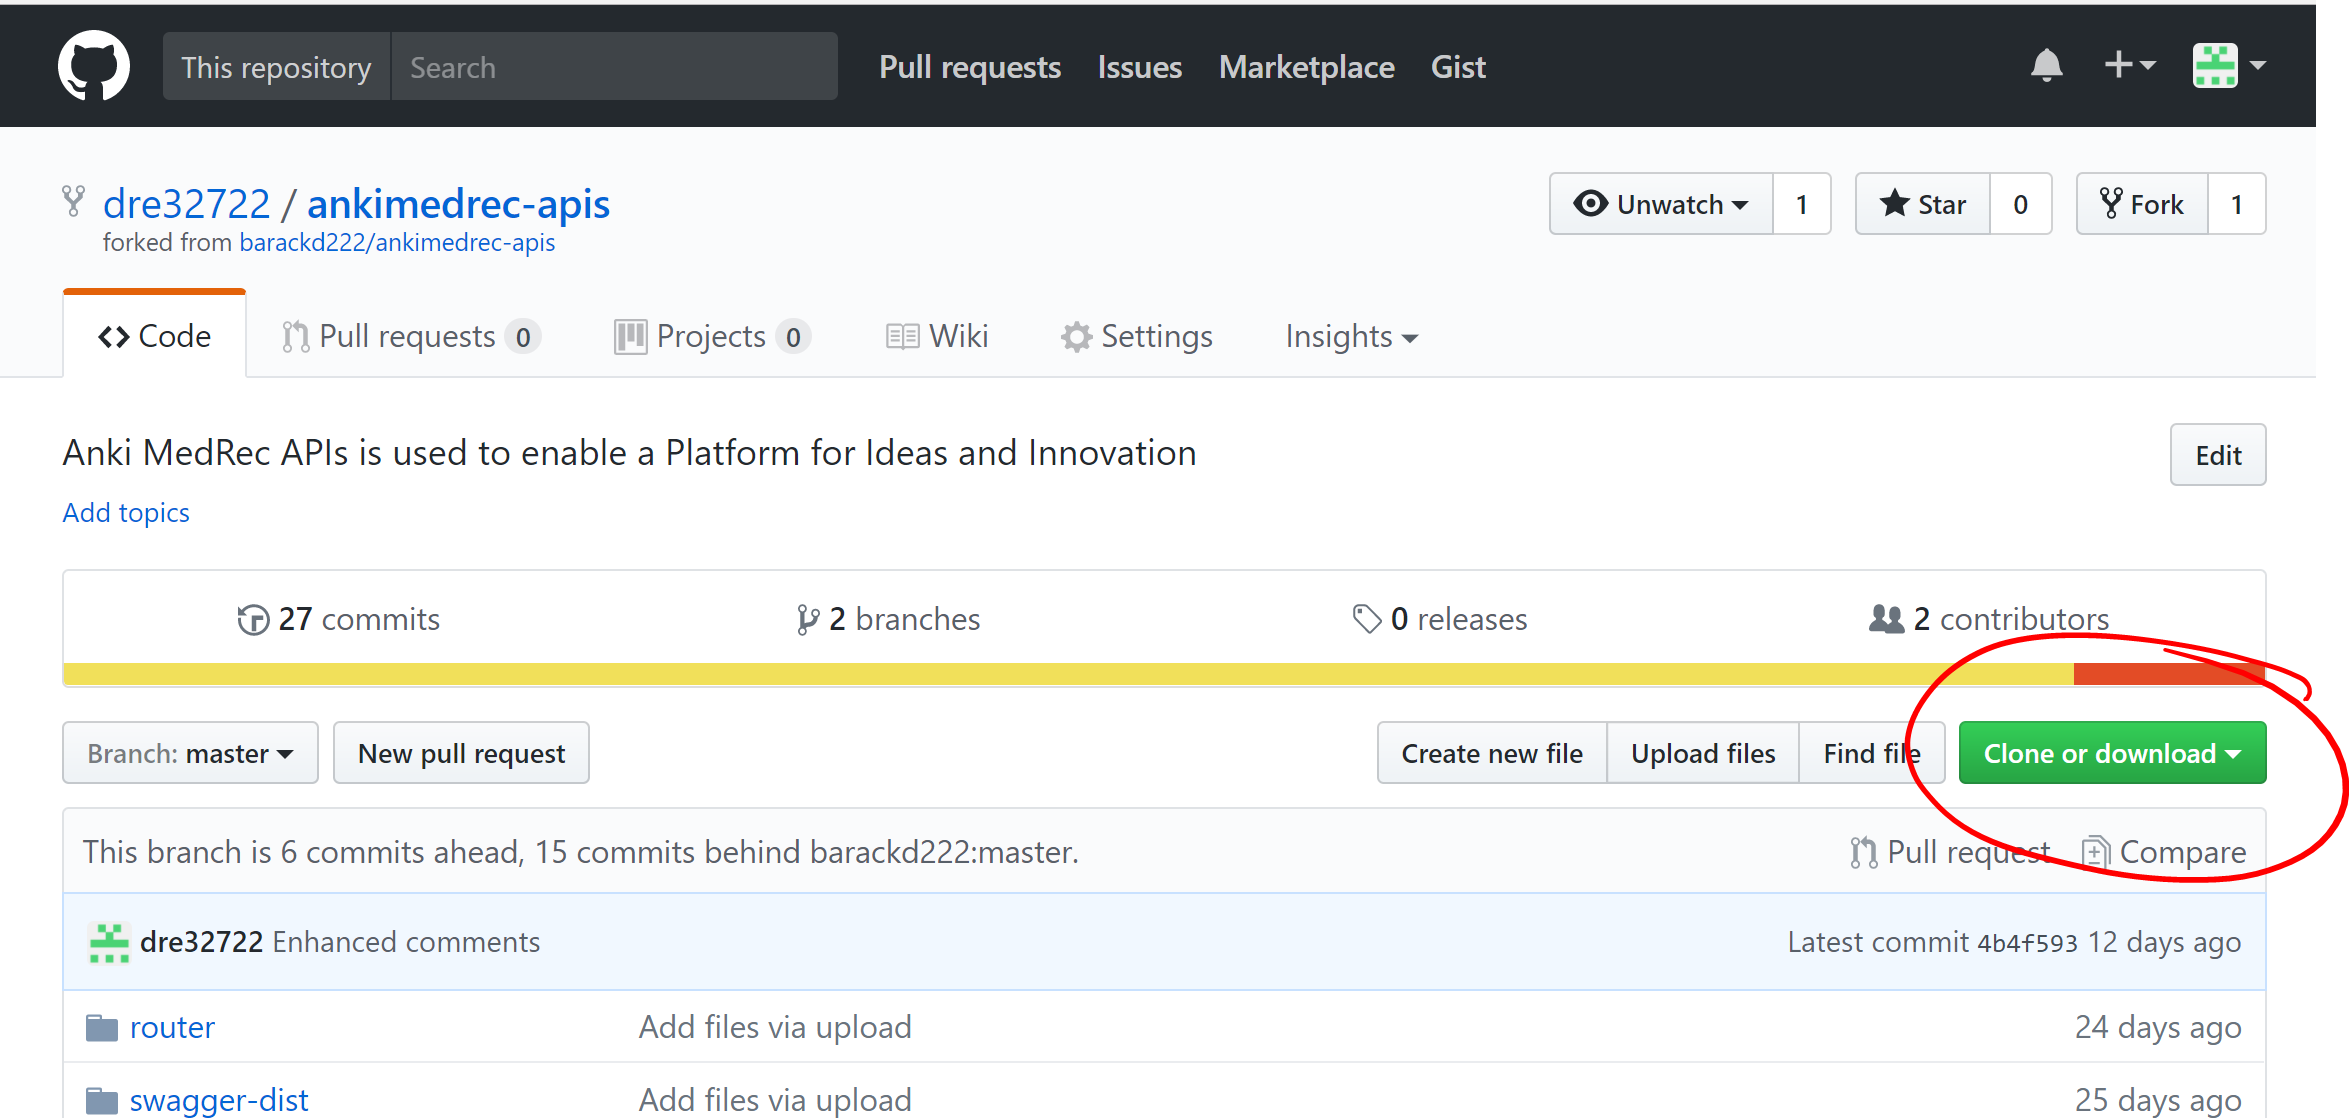 This repository Search Pull requests Issues Marketplace Gist
dre32722 / ankimedrec-apis Unwatch 1 Star 0 Fork 1
forked from barackd222/ankimedrec-apis
Code Pull requests 0 Projects 0 Wiki Settings Insights
Anki MedRec APIs is used to enable a Platform for Ideas and Innovation Edit
Add topics
27 commits 2 branches 0 releases 2 contributors
Branch: master New pull request Create new file Upload files Find file Clone or download
This branch is 6 commits ahead, 15 commits behind barackd222:master. Pull request Compare
dre32722 Enhanced comments Latest commit 4b4f593 12 days ago
router Add files via upload 24 days ago
swagger-dist Add files via upload 25 days ago